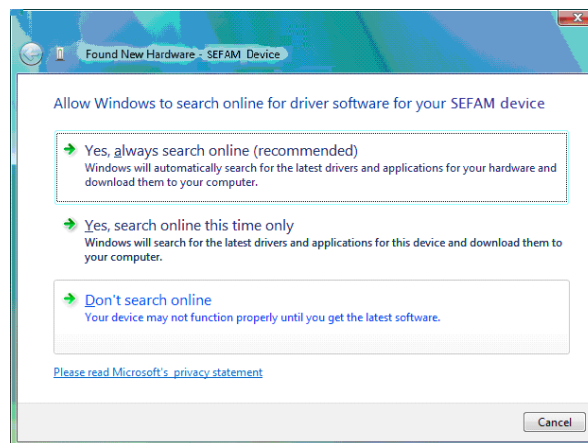 Found New Hardware - SEFAM Device
Allow Windows to search online for driver software for your SEFAM device
Yes, always search online (recommended)
Windows will automatically search for the latest drivers and applications for your hardware and
download them to your computer.
Yes, search online this time only
Windows will search for the latest drivers and applications for this device and download them to
your computer.
Don't search online
Your device may not function properly until you get the latest software.
Please read Microsoft's privacy statement
Cancel